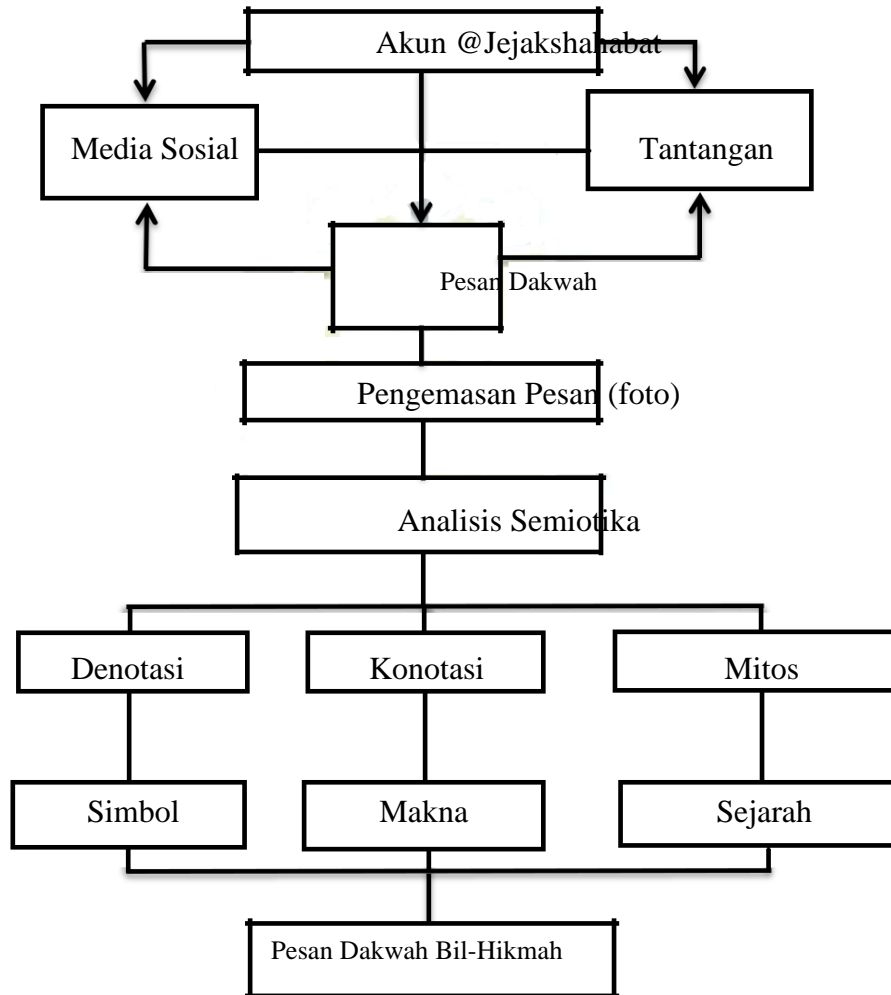 Akun @Jejakshahabat
Media Sosial
Tantangan
Pesan Dakwah
Pengemasan Pesan (foto)
Analisis Semiotika
Denotasi
Konotasi
Mitos
Simbol
Makna
Sejarah
Pesan Dakwah Bil-Hikmah